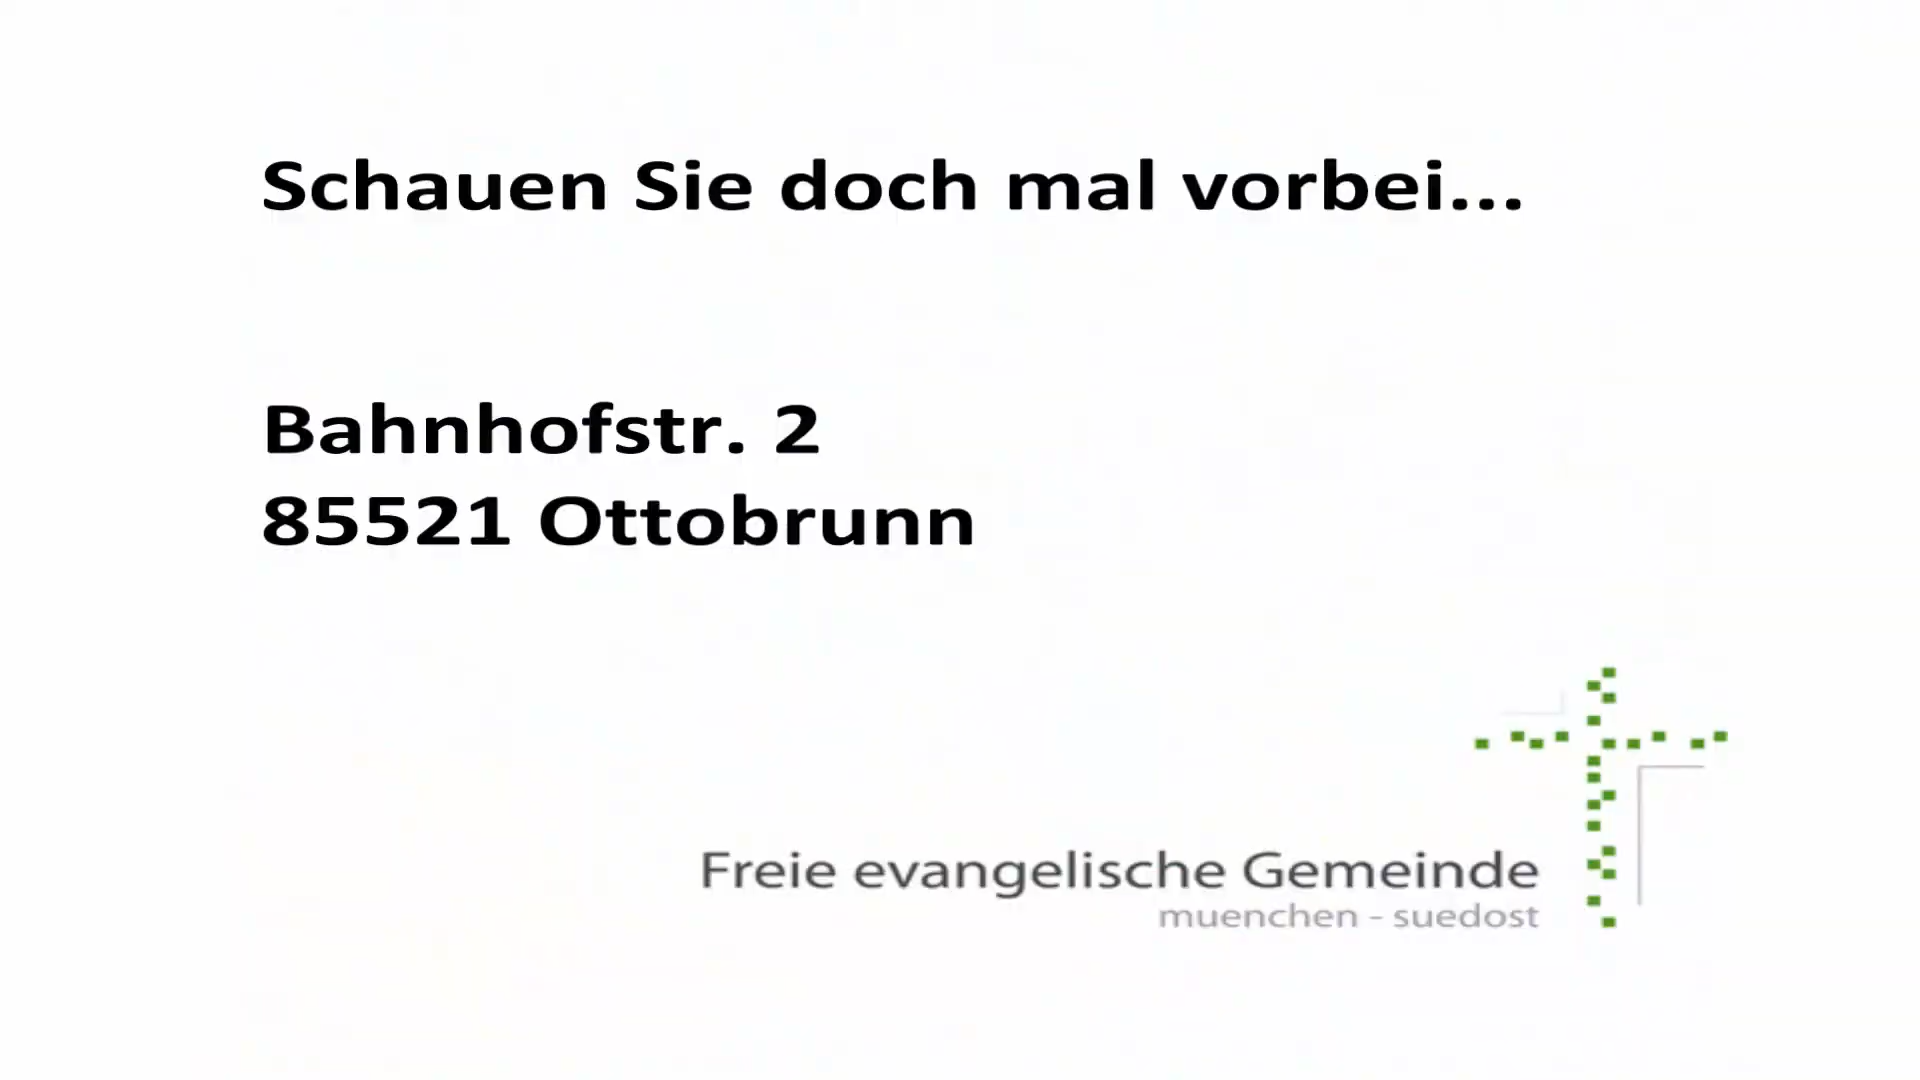 Schauen Sie doch mal vorbei...
Bahnhofstr. 2
85521 Ottobrunn
Freie evangelische Gemeinde
muenchen - suedost